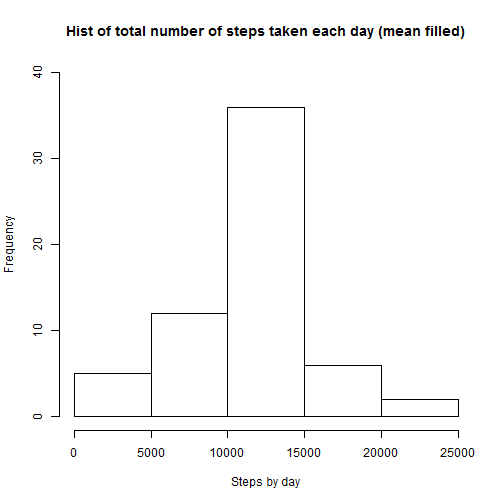 Hist of total number of steps taken each day (mean filled)
40
30
20
10
0
Frequency
0 5000 10000 15000 20000 25000
Steps by day